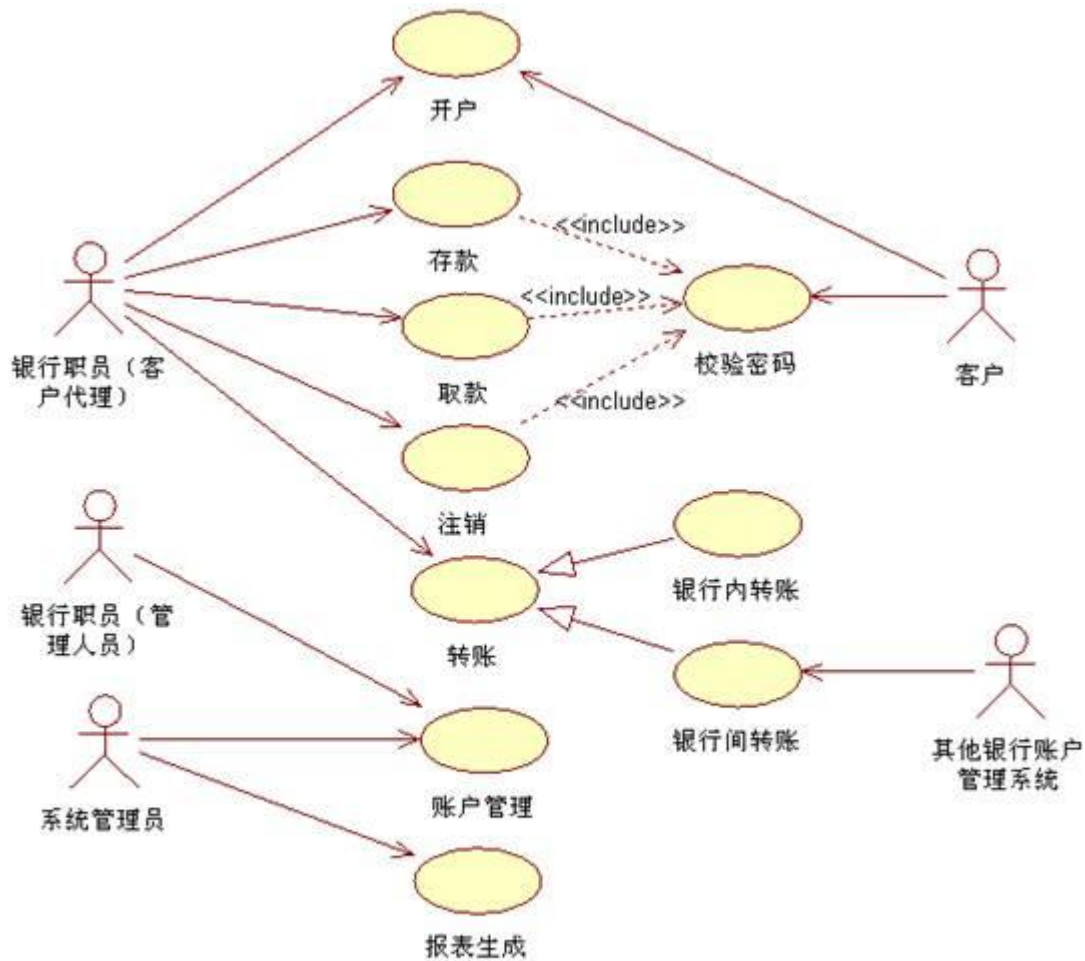 开户
<<include>>
存款
<<include>>
银行职员（客
户代理）
取款
校验密码
客户
<<include>>
注销
银行内转账
银行职员（管
理人员）
转账
银行间转账
其他银行账户
管理系统
系统管理员
账户管理
报表生成